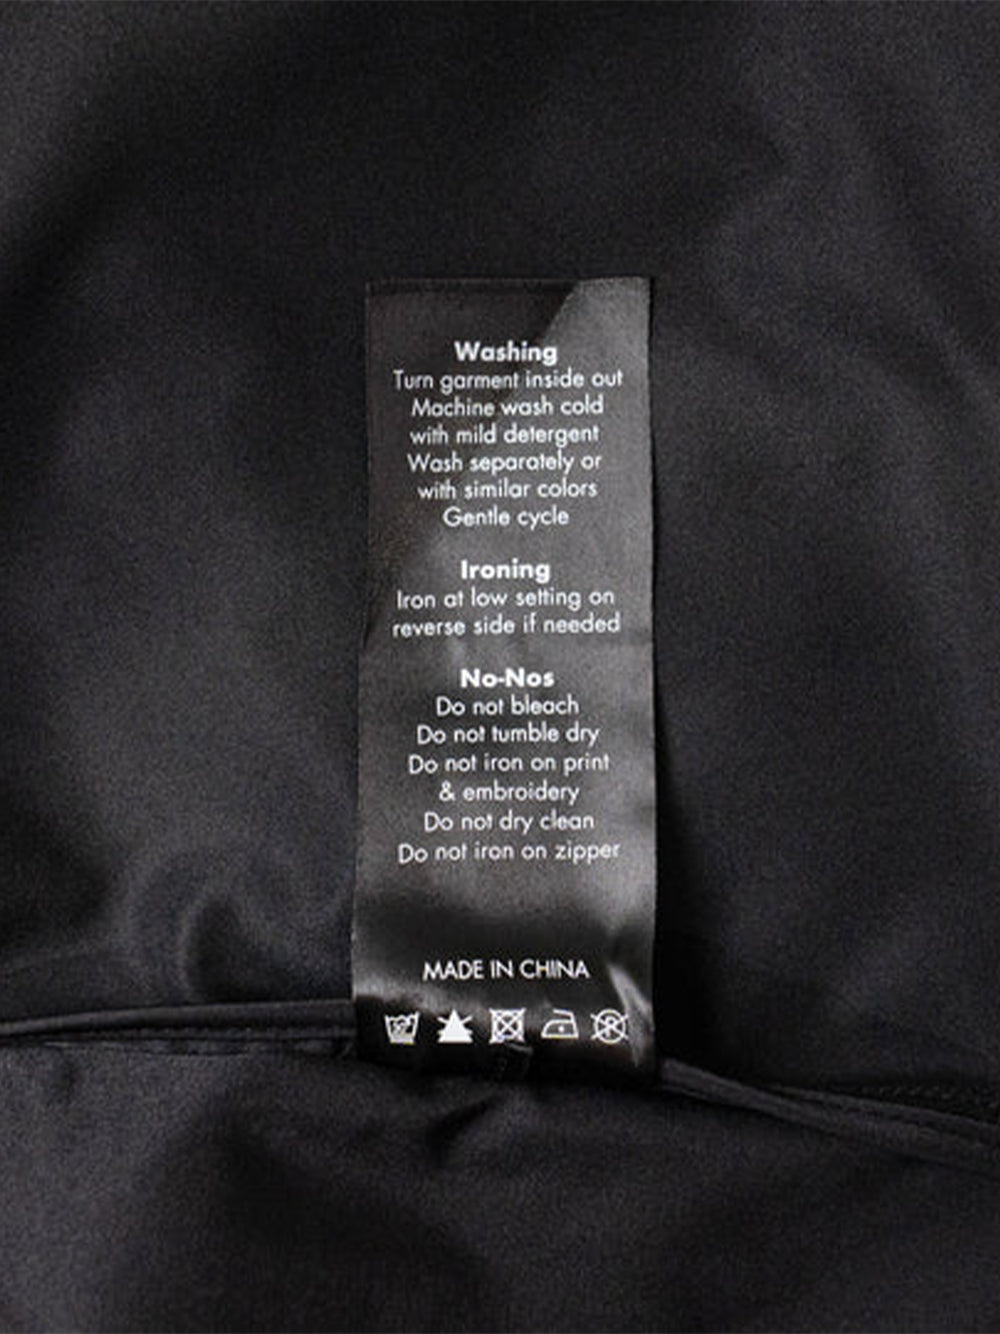 Washing
Turn garment inside out
Machine wash cold
with mild detergent
Wash separately or
with similar colors
Gentle cycle
Ironing
Iron at low setting on
reverse side if needed
No-Nos
Do not bleach
Do not tumble dry
Do not iron on print
& embroidery
Do not dry clean
Do not iron on zipper
MADE IN CHINA